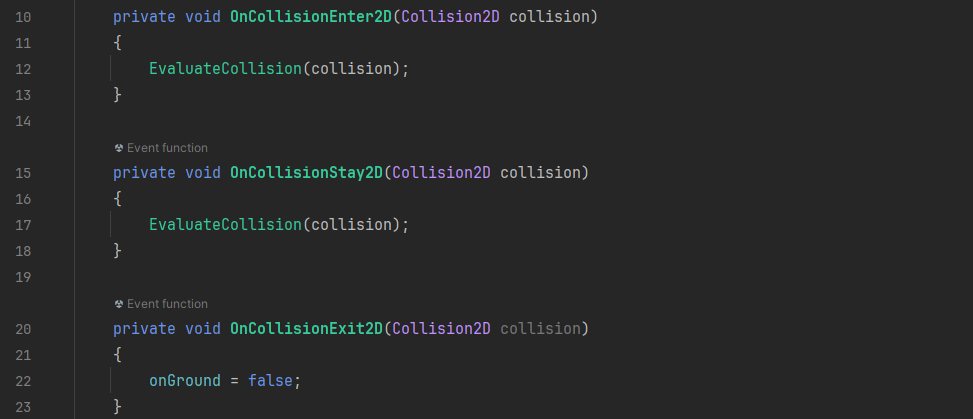 10 private void OnCollisionEnter2D(Collision2D collision)
11 {
12 EvaluateCollision(collision);
13 }
14
Event function
15 private void OnCollisionStay2D(Collision2D collision)
16 {
17 EvaluateCollision(collision);
18 }
19
Event function
20 private void OnCollisionExit2D(Collision2D collision)
21 {
22 onGround = false;
23 }